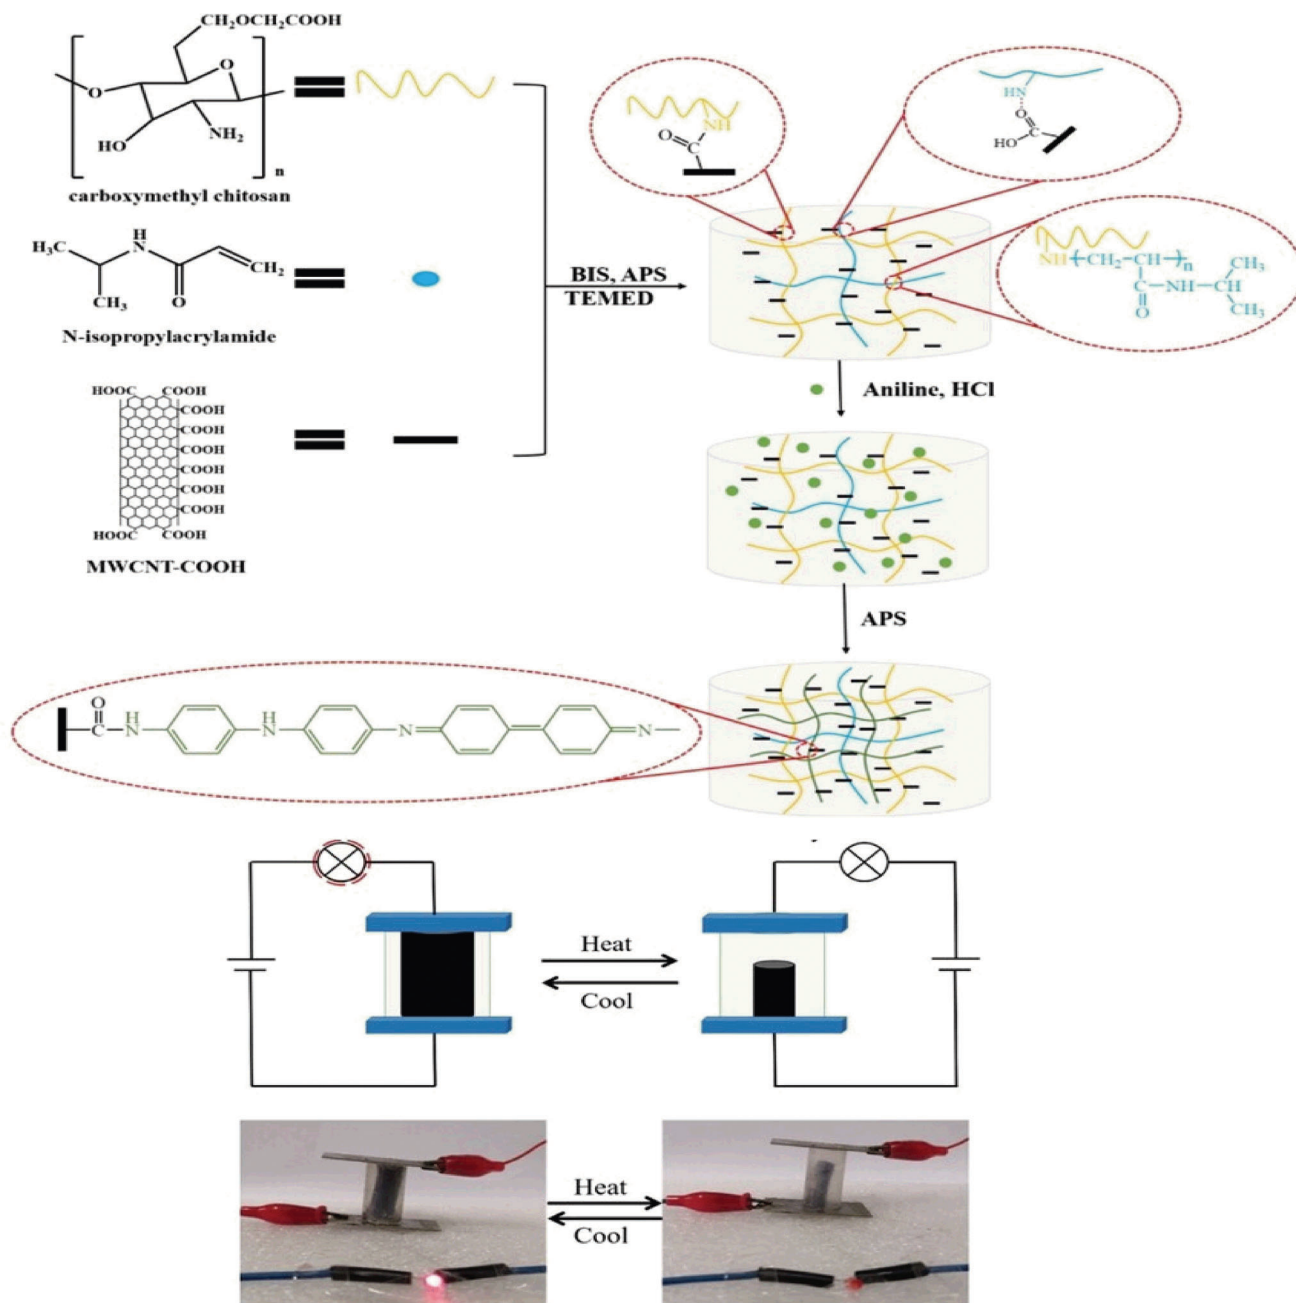 CH₂OCH₂COOH
O
O
HO
NH₂
n
carboxymethyl chitosan
H
N
H₃C
CH₂
CH₃
O
N-isopropylacrylamide
HOOC
COOH
COOH
COOH
COOH
COOH
COOH
COOH
HOOC
COOH
MWCNT-COOH
BIS, APS
TEMED
NH
O
C
HN
O
HO
C
NH
(CH₂—CH)n
C—NH—CH
O
CH₃
CH₃
Aniline, HCl
APS
O
C
H
N
H
N
N
N
Heat
Cool
Heat
Cool